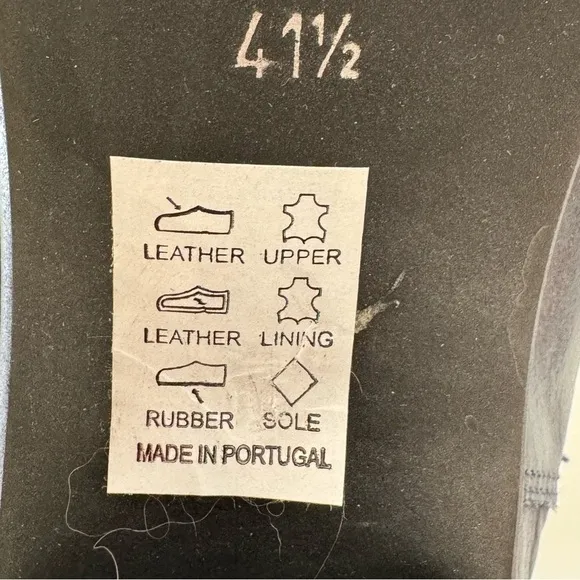 41½
LEATHER UPPER
LEATHER LINING
RUBBER SOLE
MADE IN PORTUGAL